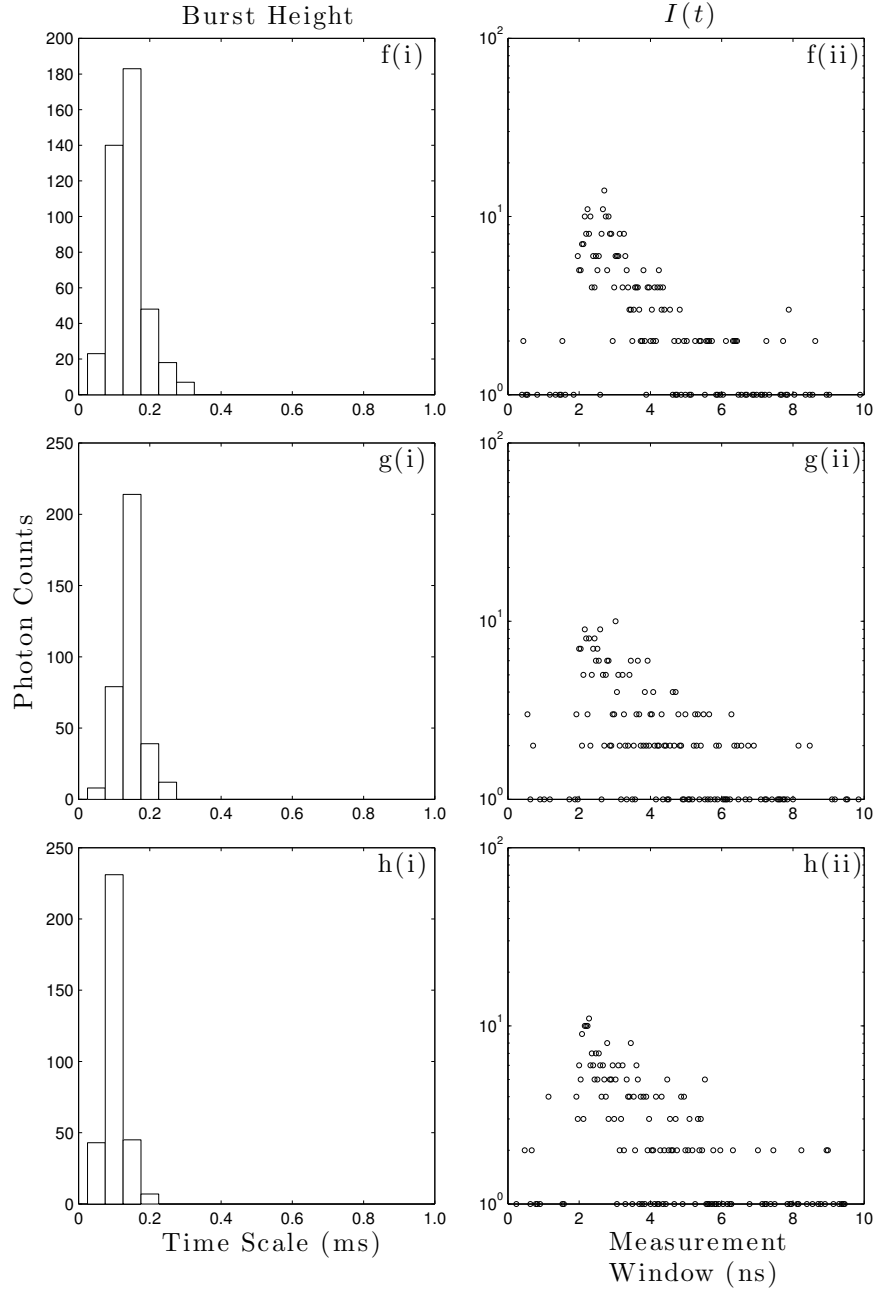 Burst Height
I(t)
f(i)
200
180
160
140
120
100
80
60
40
20
0
0 0.2 0.4 0.6 0.8 1.0
f(ii)
10^2
10^1
10^0
0 2 4 6 8 10
g(i)
250
200
150
100
50
0
0 0.2 0.4 0.6 0.8 1.0
g(ii)
10^2
10^1
10^0
0 2 4 6 8 10
Photon Counts
h(i)
250
200
150
100
50
0
0 0.2 0.4 0.6 0.8 1.0
Time Scale (ms)
h(ii)
10^2
10^1
10^0
0 2 4 6 8 10
Measurement
Window (ns)